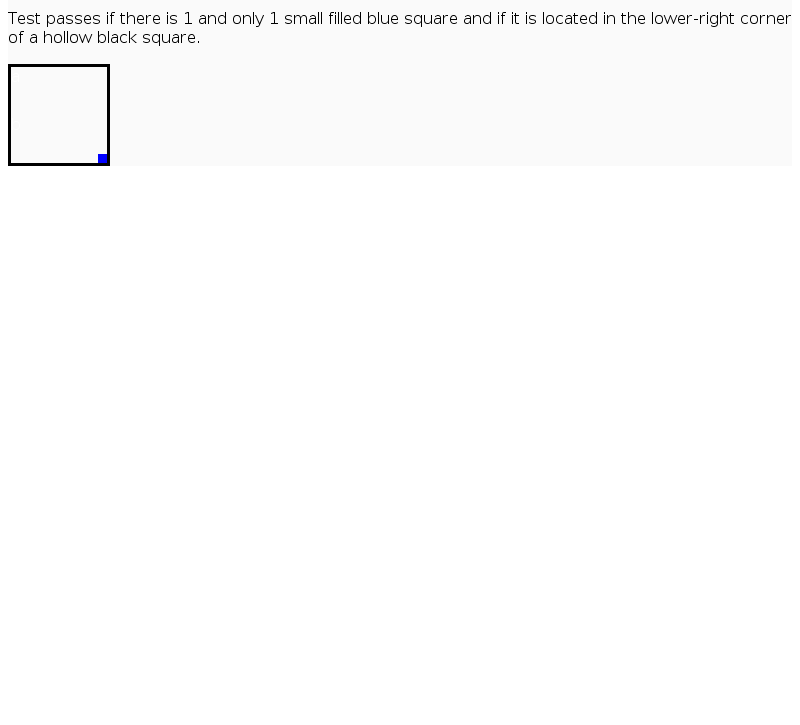 Test passes if there is 1 and only 1 small filled blue square and if it is located in the lower-right corner
of a hollow black square.